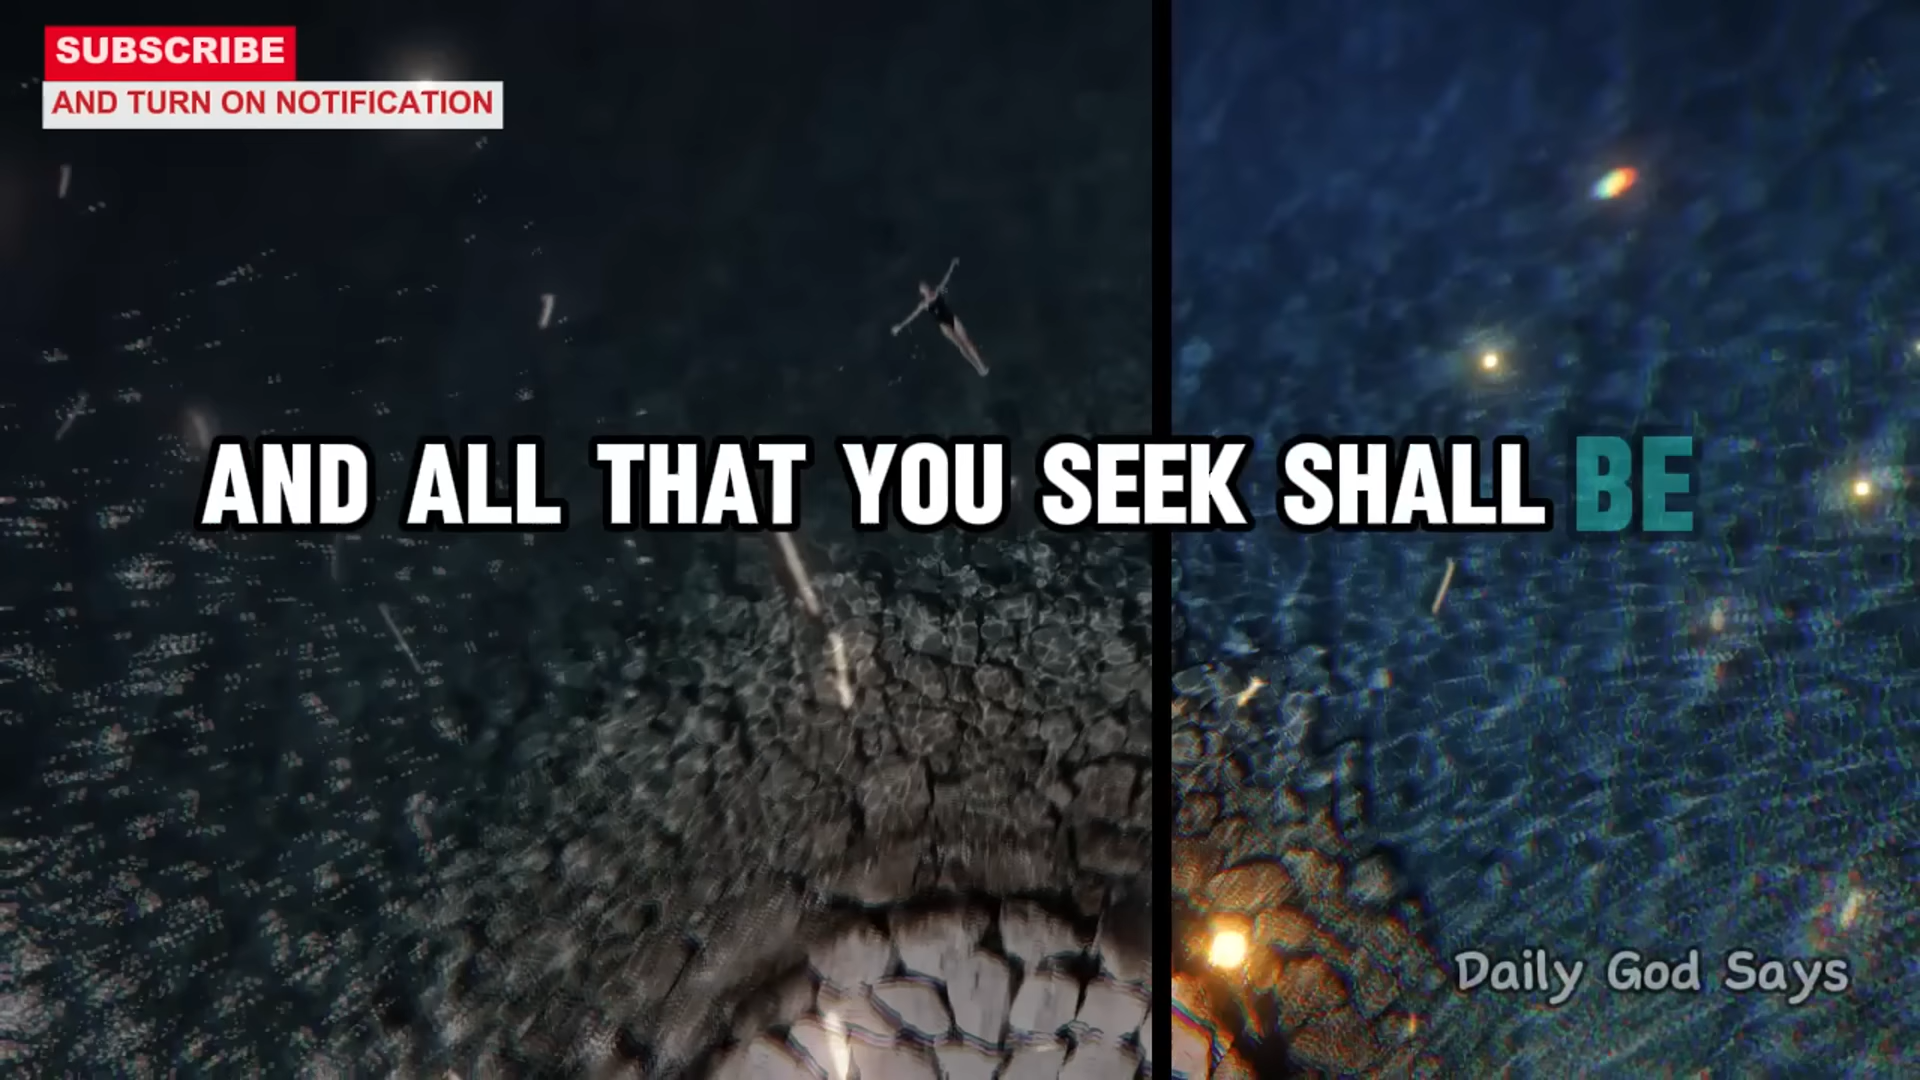 SUBSCRIBE
AND TURN ON NOTIFICATION
AND ALL THAT YOU SEEK SHALL BE
Daily God Says